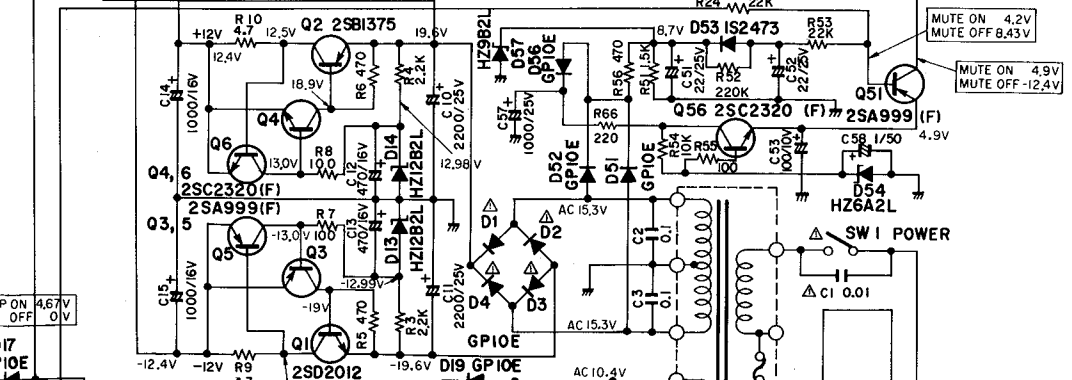 R24 22K
R10 4.7
+12V
12.4V
12.5V
Q2 2SB1375
19.6V
HZ9B2L
D57
D56
GP10E
R56 470
R51 1.5K
8.7V
D53 1S2473
R53 22K
MUTE ON 4.2V
MUTE OFF 8.43V
C51 22/25V
R52 220K
C52 22/25V
MUTE ON 4.9V
MUTE OFF -12.4V
C14 1000/16V
18.9V
R6 470
R4 2.2K
C10 2200/25V
Q4
C57 1000/25V
R66 220
Q56 2SC2320 (F)
Q51
2SA999 (F)
4.9V
Q6
13.0V
R8 100
C12 470/16V
D14 HZ12B2L
12.98V
D52 GP10E
D51 GP10E
R54 10K
R55 100
C53 100/10V
C58 1/50
D54
HZ6A2L
Q4, 6
2SC2320(F)
2SA999(F)
Q3, 5
-13.0V
R7 100
C13 470/16V
D13 HZ12B2L
AC 15.3V
D1
D2
C2 0.1
SW1 POWER
Q5
Q3
-12.99V
C15 1000/16V
-19V
R5 470
R3 2.2K
C11 2200/25V
D4
D3
GP10E
C3 0.1
C1 0.01
P ON 4.67V
OFF 0V
Q1
2SD2012
AC 15.3V
-12.4V
-12V
R9
-19.6V
D19 GP10E
AC 10.4V
D17
10E